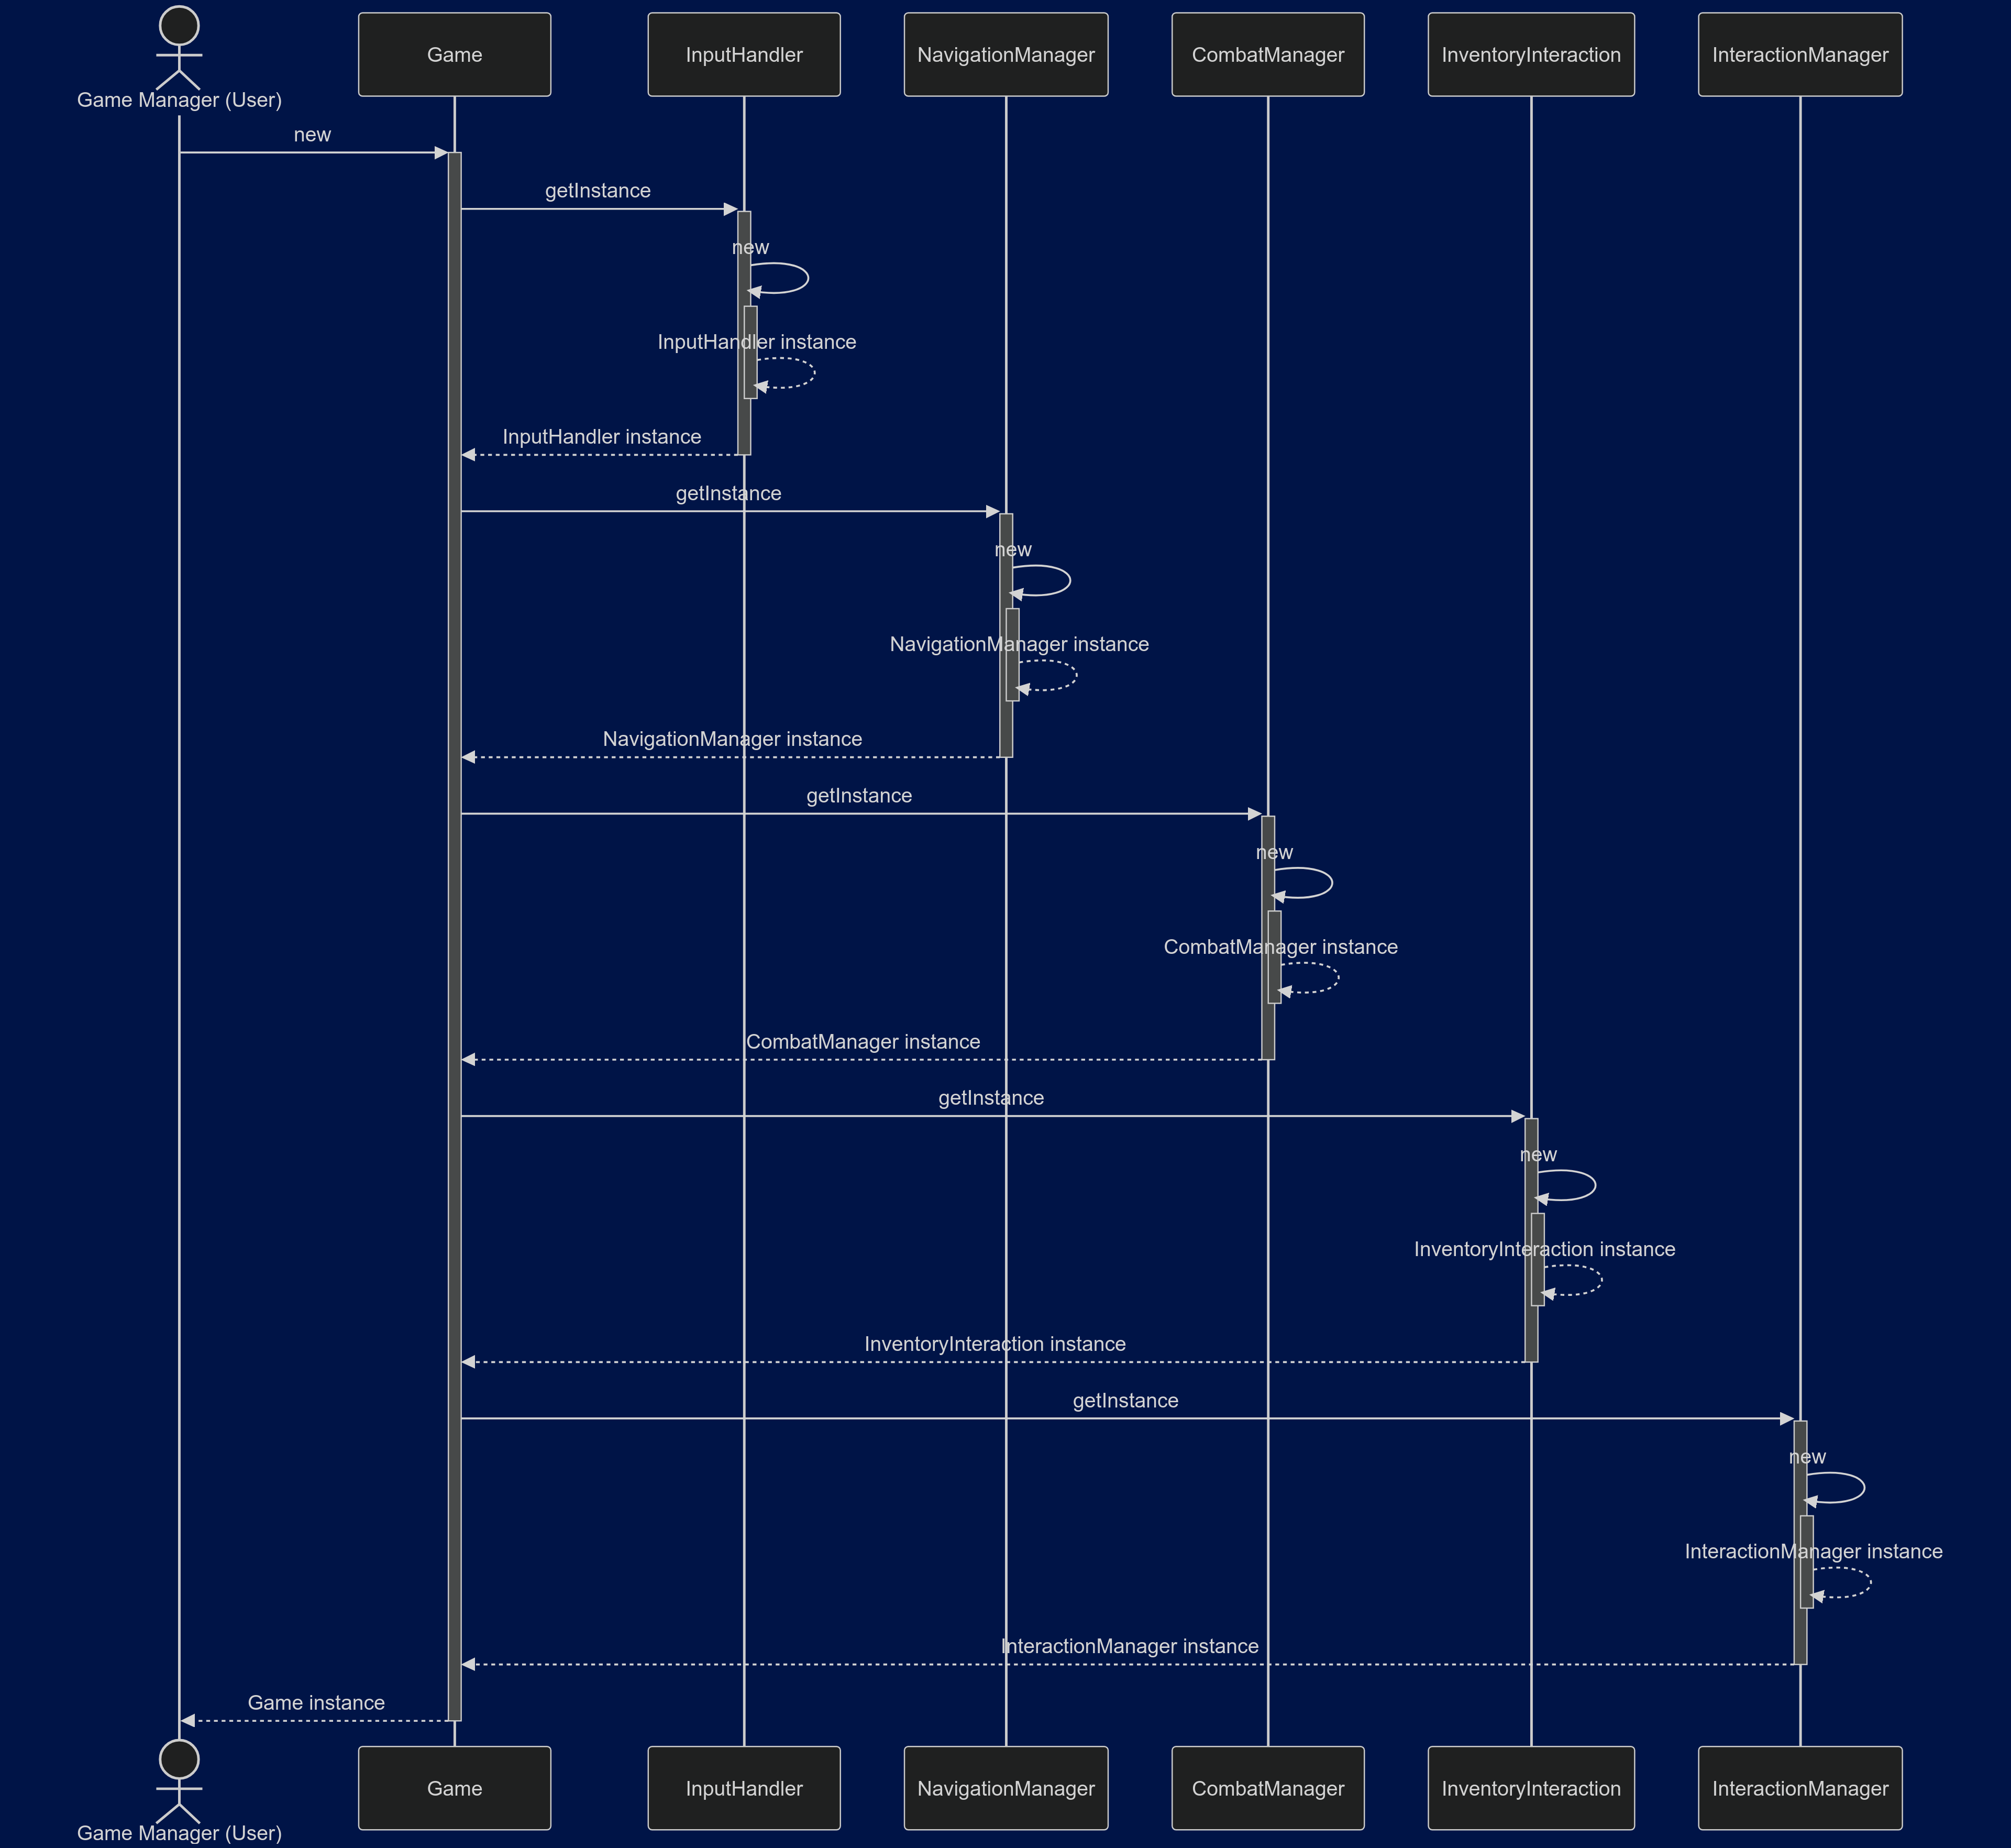 Game Manager (User)
Game
InputHandler
NavigationManager
CombatManager
InventoryInteraction
InteractionManager
new
getInstance
new
InputHandler instance
InputHandler instance
getInstance
new
NavigationManager instance
NavigationManager instance
getInstance
new
CombatManager instance
CombatManager instance
getInstance
new
InventoryInteraction instance
InventoryInteraction instance
getInstance
new
InteractionManager instance
InteractionManager instance
Game instance
Game Manager (User)
Game
InputHandler
NavigationManager
CombatManager
InventoryInteraction
InteractionManager